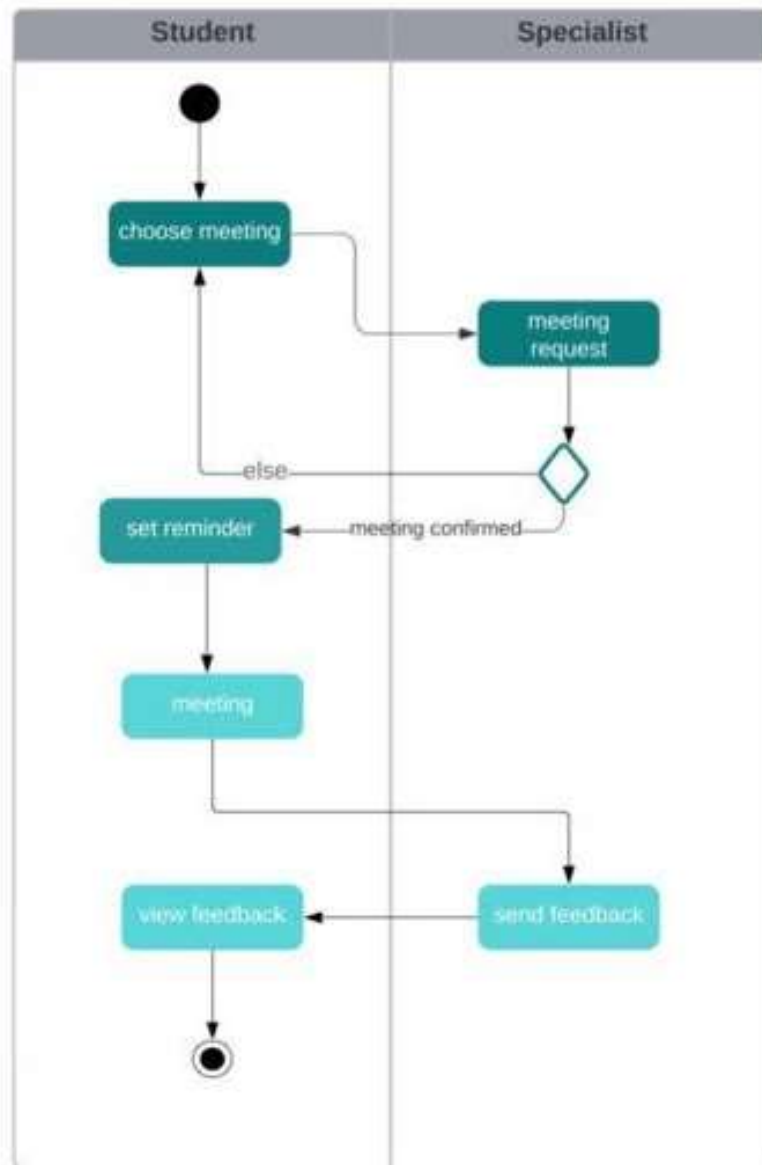 Student
Specialist
choose meeting
meeting
request
else
set reminder
meeting confirmed
meeting
view feedback
send feedback